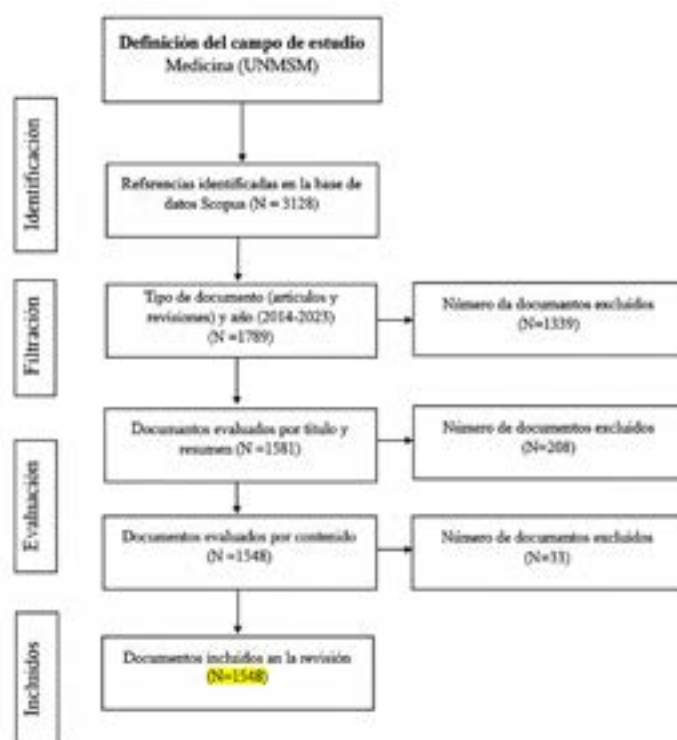 Definición del campo de estudio
Medicina (UNMSM)
Identificación
Referencias identificadas en la base de
datos Scopus (N = 3128)
Filtración
Tipo de documento (artículos y
revisiones) y año (2014-2023)
(N =1789)
Número da documantos excluidos
(N=1339)
Evaluación
Documantos evaluados por título y
resumen (N =1581)
Número de documentos excluidos
(N=208)
Documentos evaluados por contenido
(N =1548)
Número de documentos excluidos
(N=33)
Incluidos
Documentos incluidos an la revisión
(N=1548)